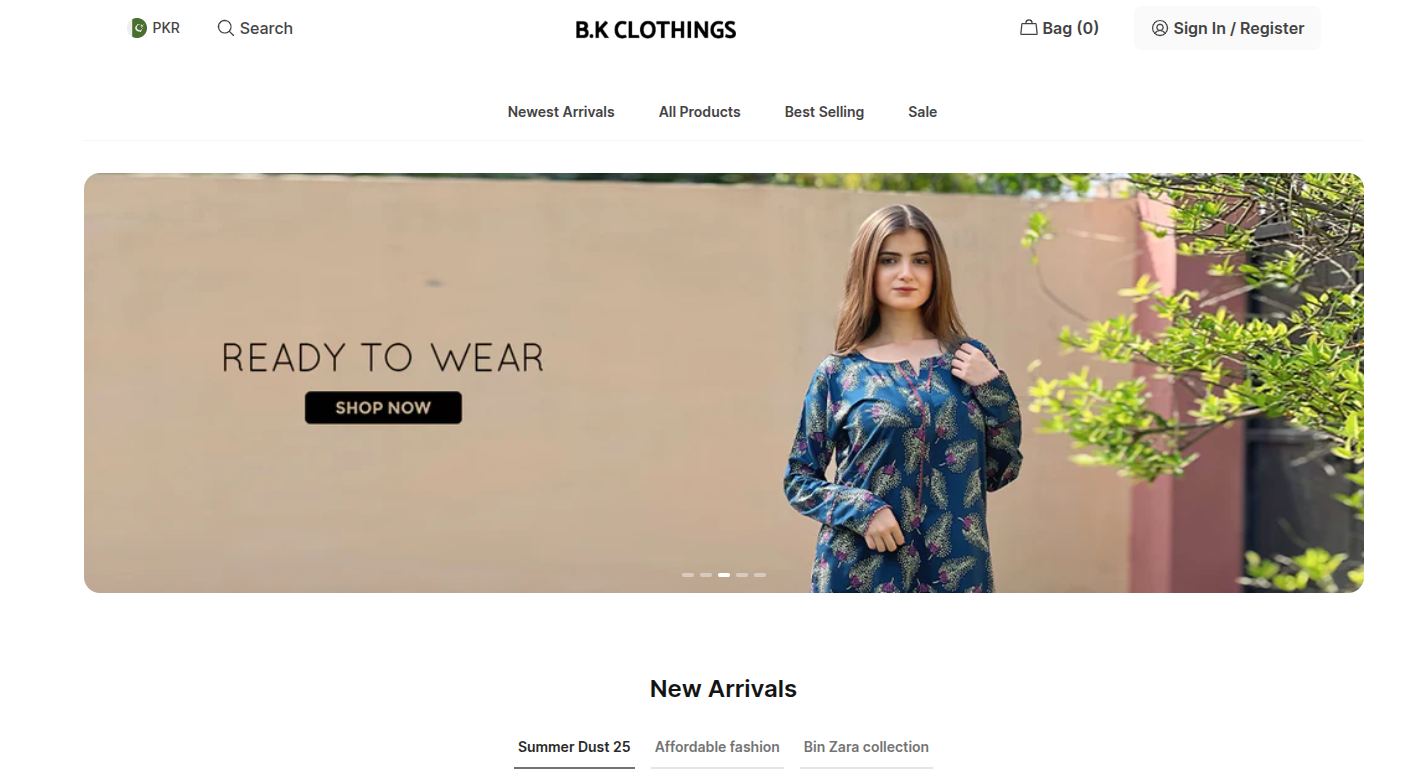 PKR
Search
B.K CLOTHINGS
Bag (0)
Sign In / Register
Newest Arrivals
All Products
Best Selling
Sale
READY TO WEAR
SHOP NOW
New Arrivals
Summer Dust 25
Affordable fashion
Bin Zara collection